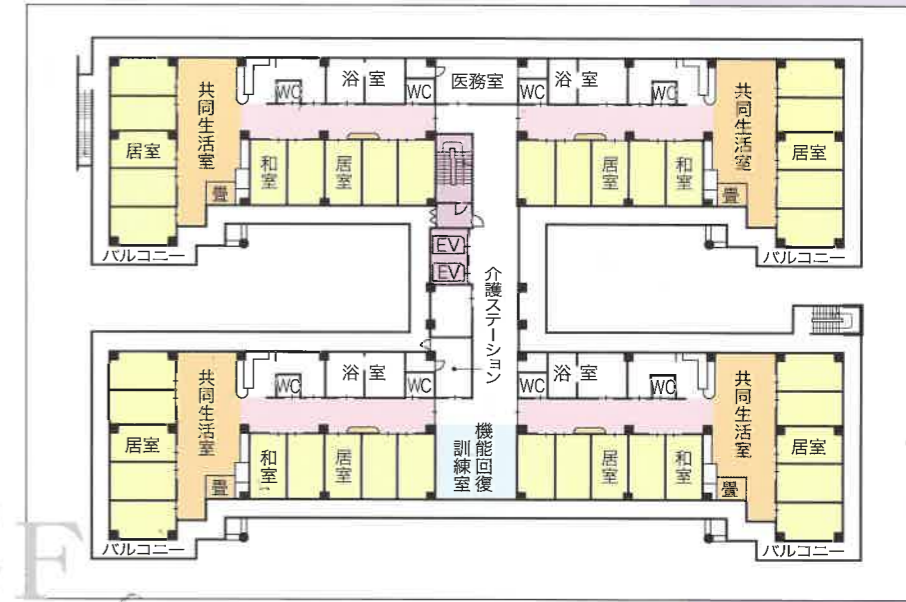 共同生活室
居室
畳
バルコニー
WC
浴室
WC
和室
居室
医務室
WC
浴室
WC
居室
和室
共同生活室
居室
畳
バルコニー
EV
EV
介護ステーション
共同生活室
居室
畳
バルコニー
WC
浴室
WC
和室
居室
機能回復
訓練室
WC
浴室
WC
居室
和室
共同生活室
居室
畳
バルコニー
F